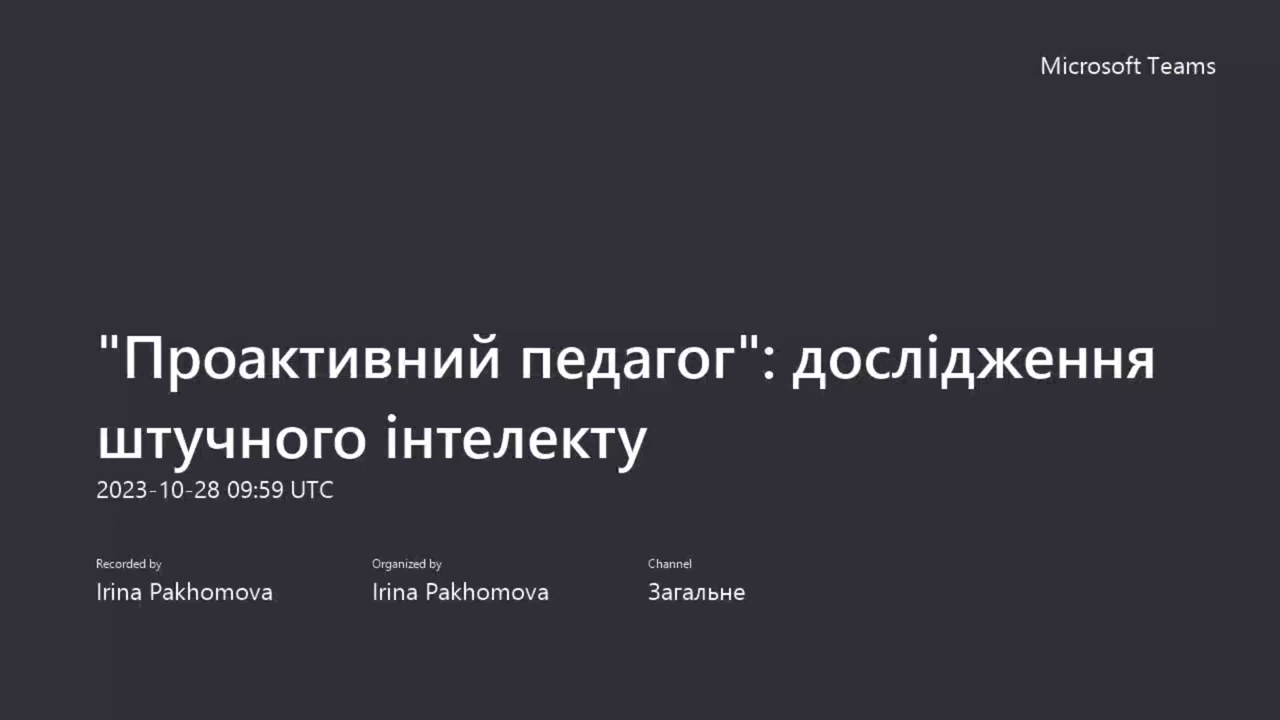 Microsoft Teams
"Проактивний педагог": дослідження
штучного інтелекту
2023-10-28 09:59 UTC
Recorded by Organized by Channel
Irina Pakhomova Irina Pakhomova Загальне